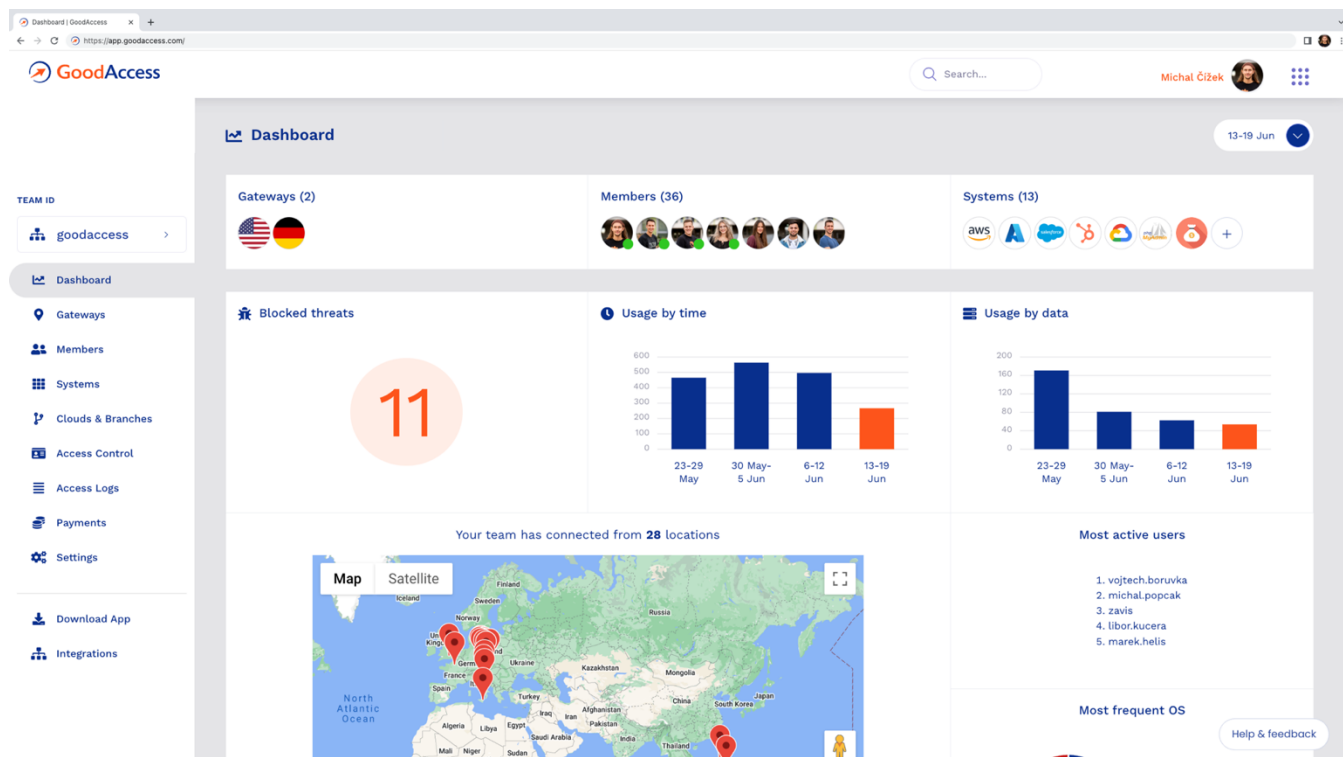 Dashboard | GoodAccess
https://app.goodaccess.com/
GoodAccess
Search...
Michal Čížek
Dashboard
13-19 Jun
TEAM ID
goodaccess
Dashboard
Gateways
Members
Systems
Clouds & Branches
Access Control
Access Logs
Payments
Settings
Download App
Integrations
Gateways (2)
Members (36)
Systems (13)
aws
salesforce
+
Blocked threats
11
Usage by time
600
500
400
300
200
100
0
23-29
May
30 May-
5 Jun
6-12
Jun
13-19
Jun
Usage by data
200
160
120
80
40
0
23-29
May
30 May-
5 Jun
6-12
Jun
13-19
Jun
Your team has connected from 28 locations
Map
Satellite
Iceland
Finland
Sweden
Norway
Russia
Ukraine
France
Spain
Kazakhstan
Mongolia
North
Atlantic
Ocean
Turkey
China
Japan
South Korea
Afghanistan
Iraq
Iran
Pakistan
Algeria
Libya
Egypt
Saudi Arabia
India
Thailand
Mali
Niger
Sudan
Most active users
1. vojtech.boruvka
2. michal.popcak
3. zavis
4. libor.kucera
5. marek.helis
Most frequent OS
Help & feedback